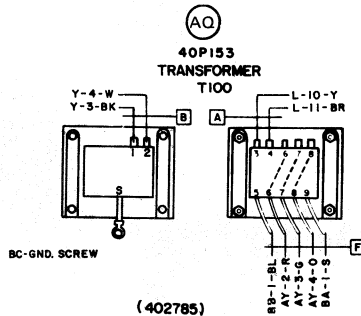 AQ
40P153
TRANSFORMER
T100
Y-4-W
Y-3-BK
B
A
L-10-Y
L-11-BR
1 2
3 4 6 7 8
S
5 6 7 8 9
BC-GND. SCREW
F
BB-1-BL
AY-2-R
AY-3-G
AY-4-O
BA-1-S
(402785)